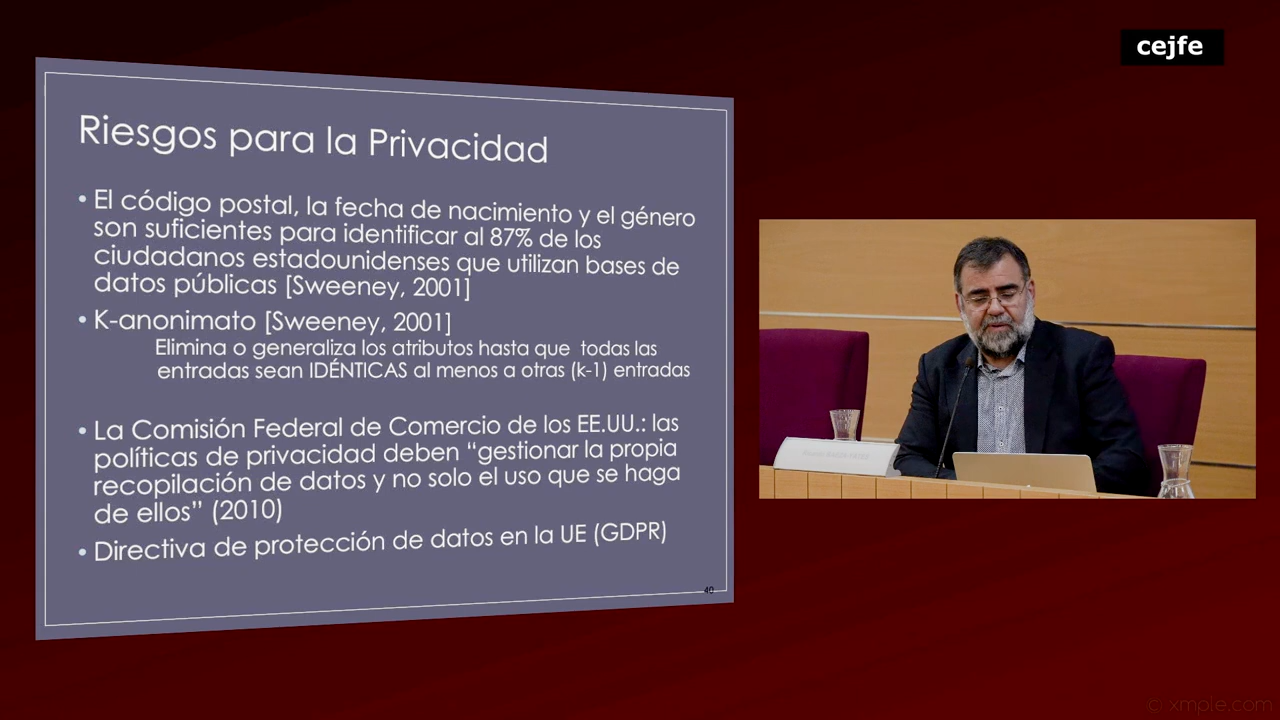 cejfe
Riesgos para la Privacidad
• El código postal, la fecha de nacimiento y el género
son suficientes para identificar al 87% de los
ciudadanos estadounidenses que utilizan bases de
datos públicas [Sweeney, 2001]
• K-anonimato [Sweeney, 2001]
Elimina o generaliza los atributos hasta que todas las
entradas sean IDÉNTICAS al menos a otras (k-1) entradas
• La Comisión Federal de Comercio de los EE.UU.: las
políticas de privacidad deben “gestionar la propia
recopilación de datos y no solo el uso que se haga
de ellos” (2010)
• Directiva de protección de datos en la UE (GDPR)
40
© xmple.com